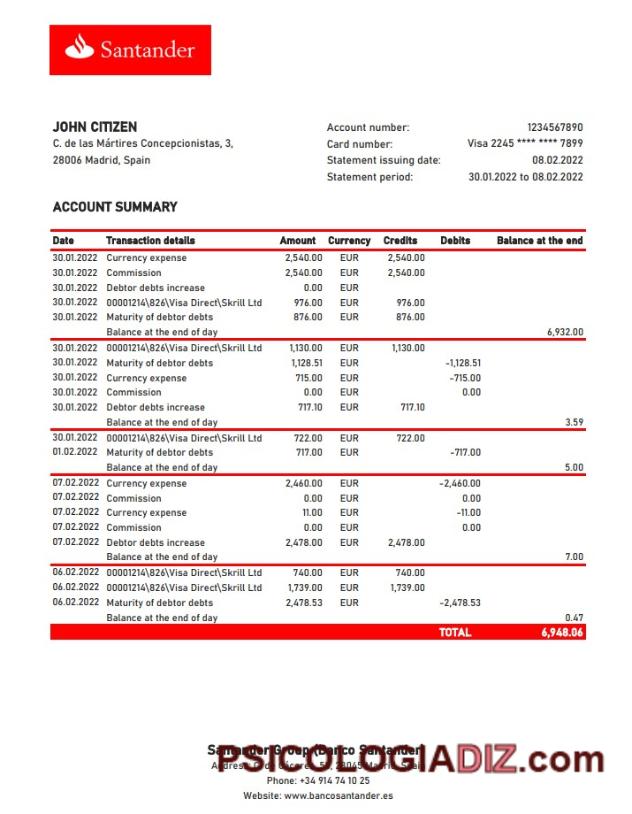 Santander
JOHN CITIZEN
C. de las Mártires Concepcionistas, 3,
28006 Madrid, Spain
Account number: 1234567890
Card number: Visa 2245 **** **** 7899
Statement issuing date: 08.02.2022
Statement period: 30.01.2022 to 08.02.2022
ACCOUNT SUMMARY
Date Transaction details Amount Currency Credits Debits Balance at the end
30.01.2022 Currency expense 2,540.00 EUR 2,540.00
30.01.2022 Commission 2,540.00 EUR 2,540.00
30.01.2022 Debtor debts increase 0.00 EUR
30.01.2022 00001214\826\Visa Direct\Skrill Ltd 976.00 EUR 976.00
30.01.2022 Maturity of debtor debts 876.00 EUR 876.00
Balance at the end of day 6,932.00
30.01.2022 00001214\826\Visa Direct\Skrill Ltd 1,130.00 EUR 1,130.00
30.01.2022 Maturity of debtor debts 1,128.51 EUR -1,128.51
30.01.2022 Currency expense 715.00 EUR -715.00
30.01.2022 Commission 0.00 EUR 0.00
30.01.2022 Debtor debts increase 717.10 EUR 717.10
Balance at the end of day 3.59
30.01.2022 00001214\826\Visa Direct\Skrill Ltd 722.00 EUR 722.00
01.02.2022 Maturity of debtor debts 717.00 EUR -717.00
Balance at the end of day 5.00
07.02.2022 Currency expense 2,460.00 EUR -2,460.00
07.02.2022 Commission 0.00 EUR 0.00
07.02.2022 Currency expense 11.00 EUR -11.00
07.02.2022 Commission 0.00 EUR 0.00
07.02.2022 Debtor debts increase 2,478.00 EUR 2,478.00
Balance at the end of day 7.00
06.02.2022 00001214\826\Visa Direct\Skrill Ltd 740.00 EUR 740.00
06.02.2022 00001214\826\Visa Direct\Skrill Ltd 1,739.00 EUR 1,739.00
06.02.2022 Maturity of debtor debts 2,478.53 EUR -2,478.53
Balance at the end of day 0.47
TOTAL 6,948.06
Santander Group (Banco Santander)
PSICOLOGIADIZ.com
Phone: +34 914 74 10 25
Website: www.bancosantander.es